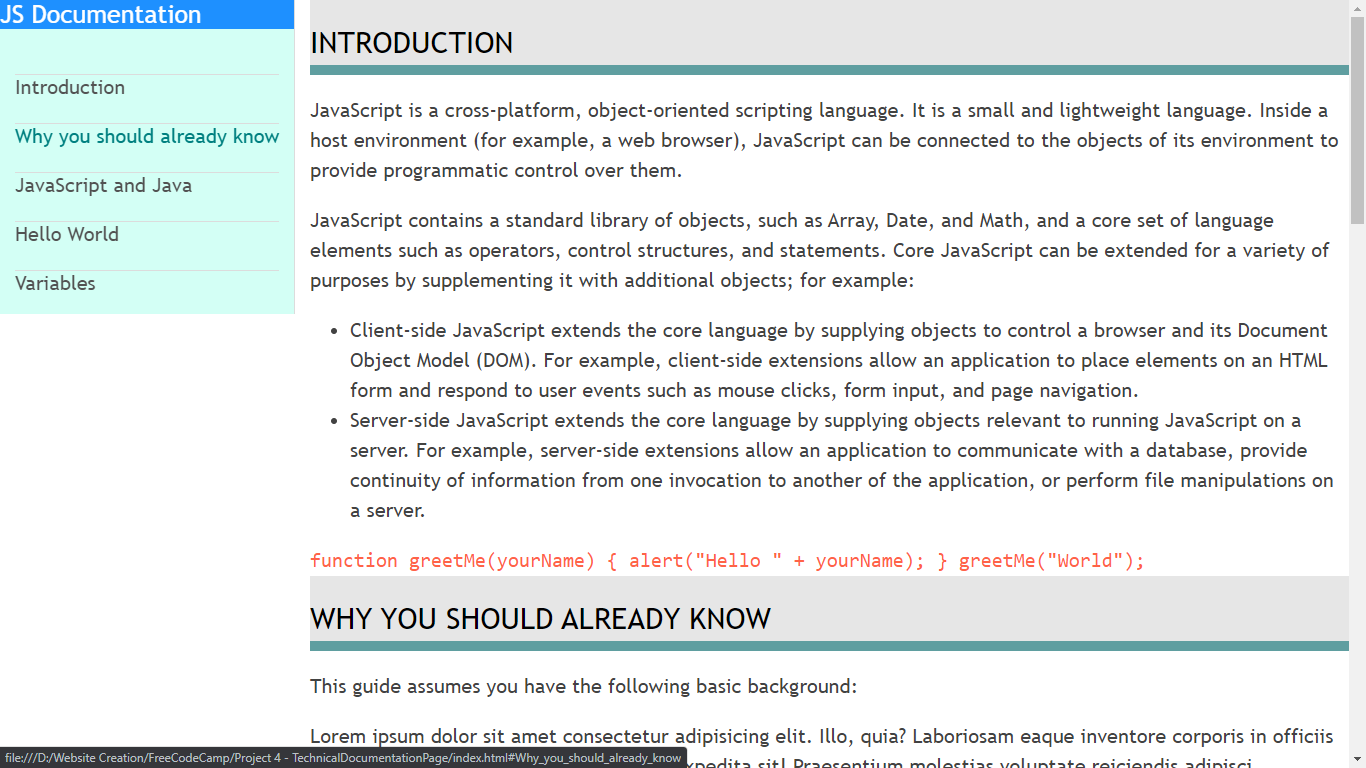 JS Documentation
Introduction
Why you should already know
JavaScript and Java
Hello World
Variables
INTRODUCTION
JavaScript is a cross-platform, object-oriented scripting language. It is a small and lightweight language. Inside a
host environment (for example, a web browser), JavaScript can be connected to the objects of its environment to
provide programmatic control over them.
JavaScript contains a standard library of objects, such as Array, Date, and Math, and a core set of language
elements such as operators, control structures, and statements. Core JavaScript can be extended for a variety of
purposes by supplementing it with additional objects; for example:
• Client-side JavaScript extends the core language by supplying objects to control a browser and its Document
Object Model (DOM). For example, client-side extensions allow an application to place elements on an HTML
form and respond to user events such as mouse clicks, form input, and page navigation.
• Server-side JavaScript extends the core language by supplying objects relevant to running JavaScript on a
server. For example, server-side extensions allow an application to communicate with a database, provide
continuity of information from one invocation to another of the application, or perform file manipulations on
a server.
function greetMe(yourName) { alert("Hello " + yourName); } greetMe("World");
WHY YOU SHOULD ALREADY KNOW
This guide assumes you have the following basic background:
Lorem ipsum dolor sit amet consectetur adipisicing elit. Illo, quia? Laboriosam eaque inventore corporis in officiis
sit! Praesentium molestias voluptate reiciendis adipisci
file:///D:/Website Creation/FreeCodeCamp/Project 4 - TechnicalDocumentationPage/index.html#Why_you_should_already_know